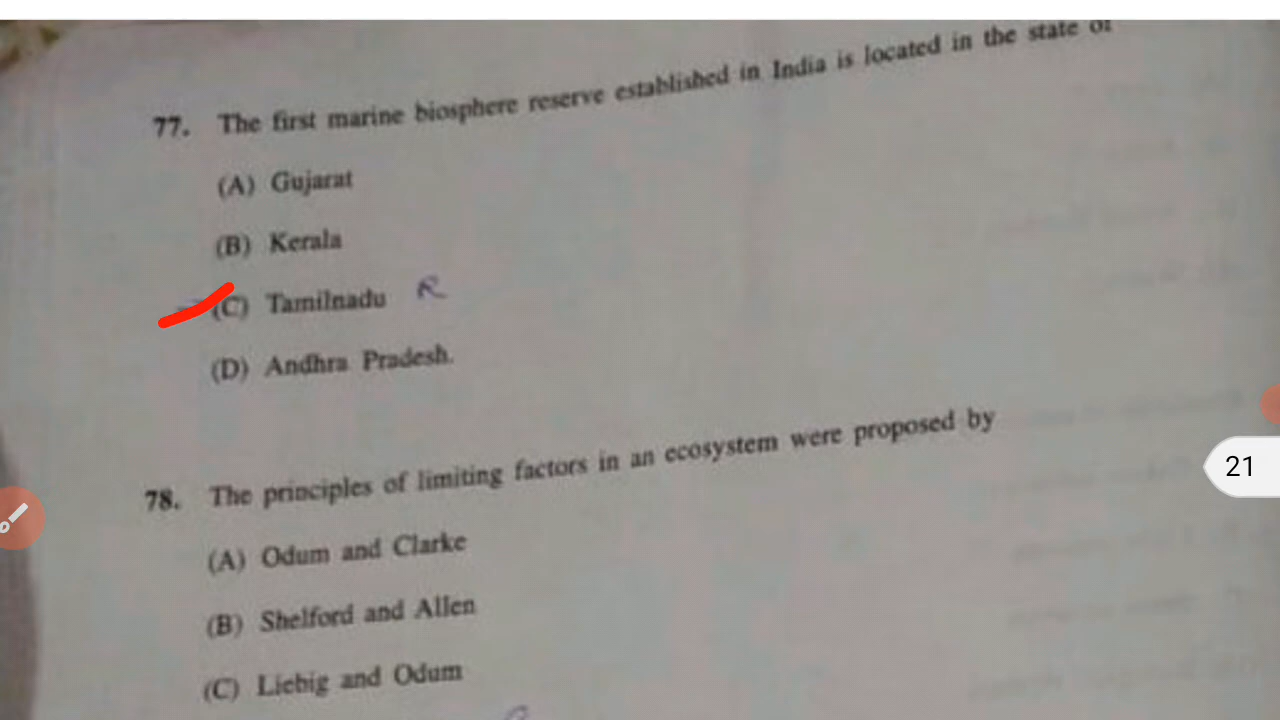 77. The first marine biosphere reserve established in India is located in the state of
(A) Gujarat
(B) Kerala
(C) Tamilnadu R
(D) Andhra Pradesh.
78. The principles of limiting factors in an ecosystem were proposed by
(A) Odum and Clarke
(B) Shelford and Allen
(C) Liebig and Odum
21